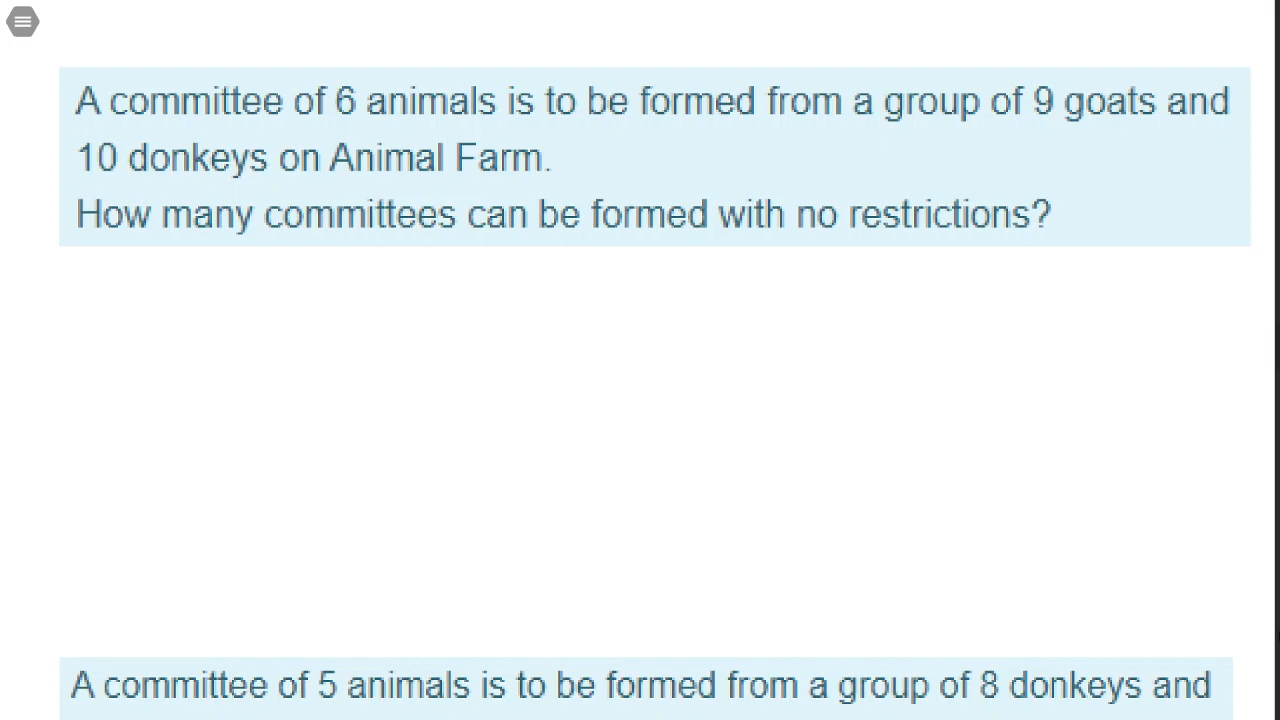 A committee of 6 animals is to be formed from a group of 9 goats and
10 donkeys on Animal Farm.
How many committees can be formed with no restrictions?
A committee of 5 animals is to be formed from a group of 8 donkeys and